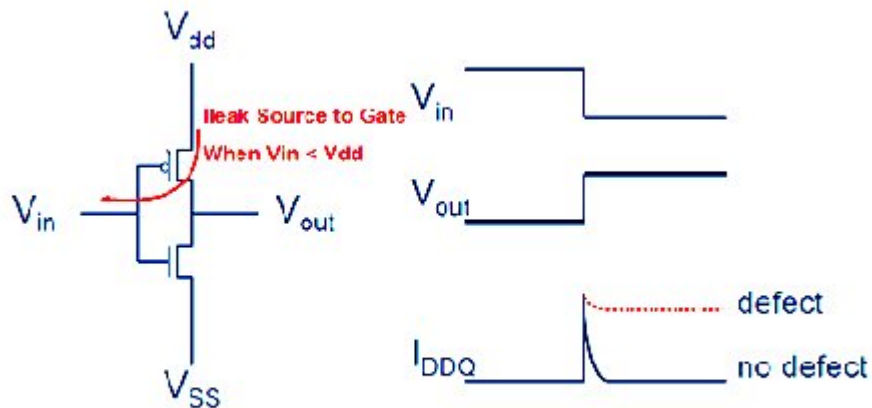 Vdd
Ileak Source to Gate
When Vin < Vdd
Vin
Vout
VSS
Vin
Vout
IDDQ
defect
no defect